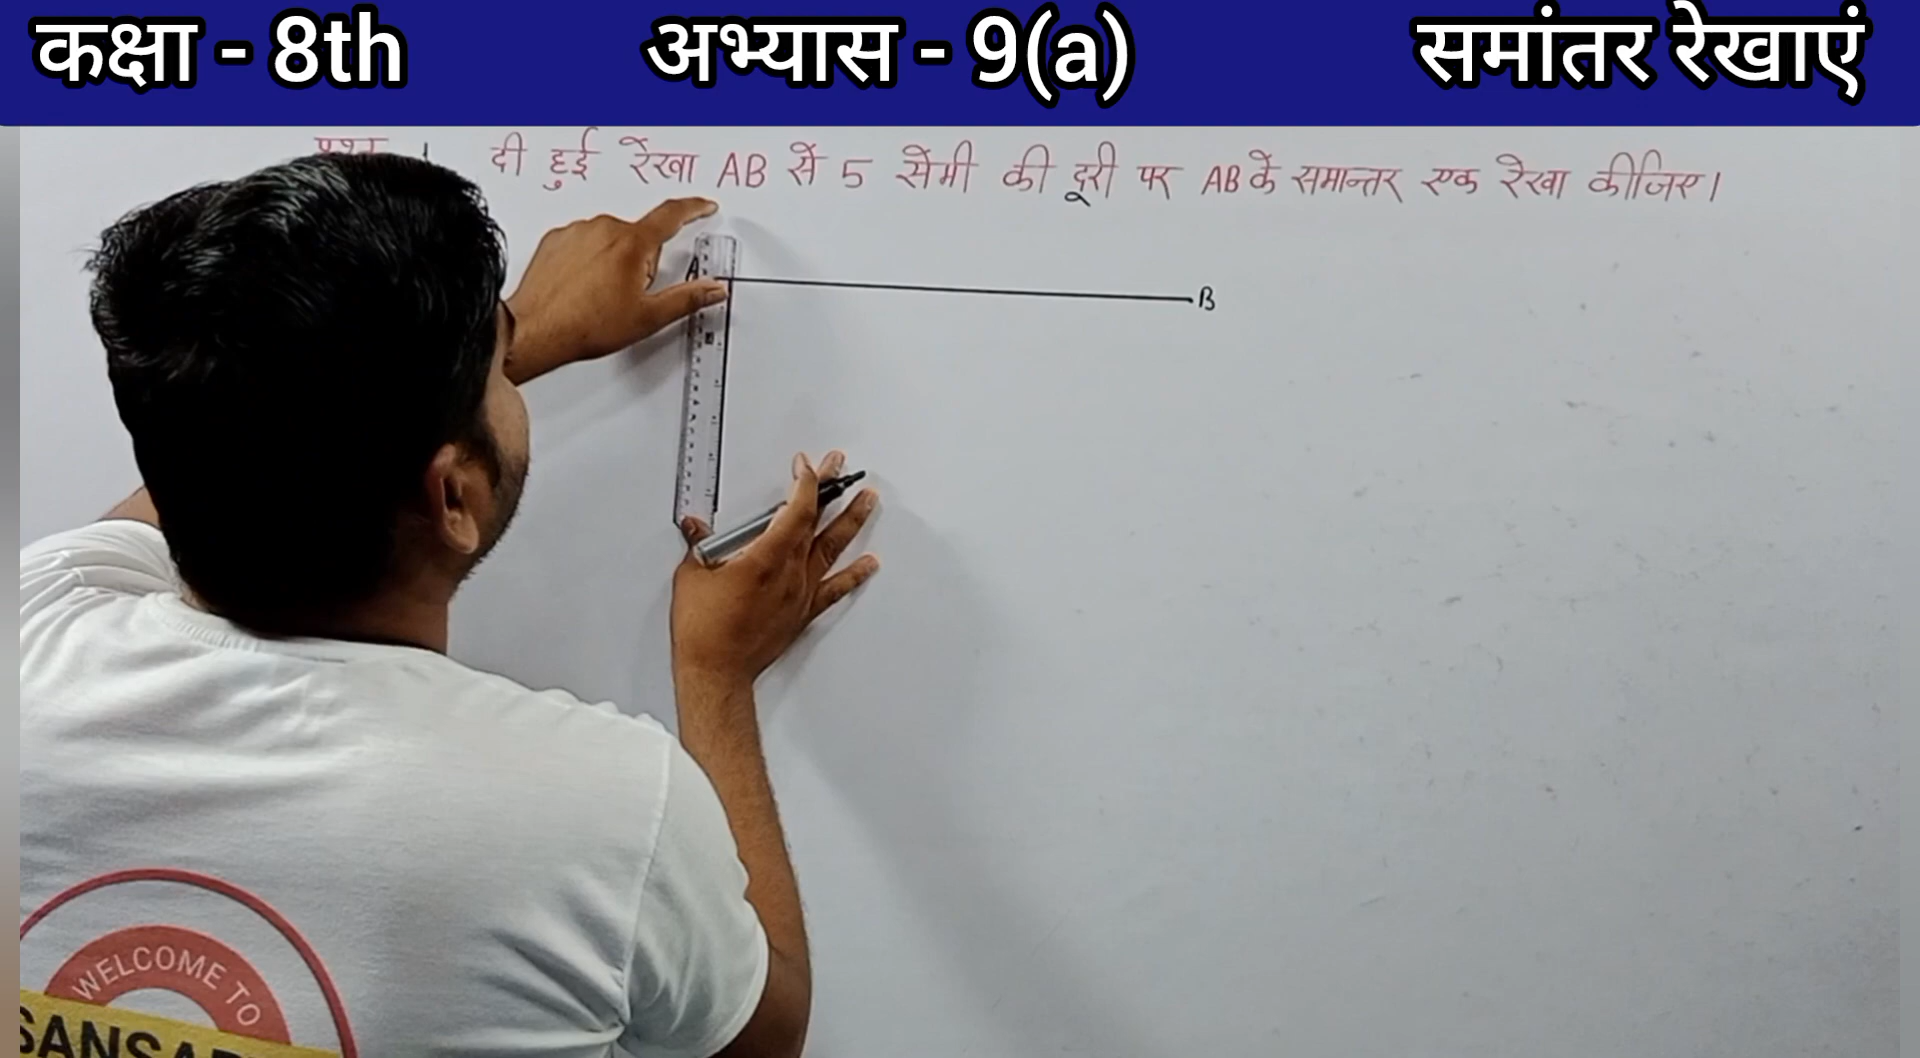 कक्षा - 8th अभ्यास - 9(a) समांतर रेखाएं
दी हुई रेखा AB से 5 सेमी की दूरी पर AB के समान्तर एक रेखा कीजिए।
A
B
WELCOME TO